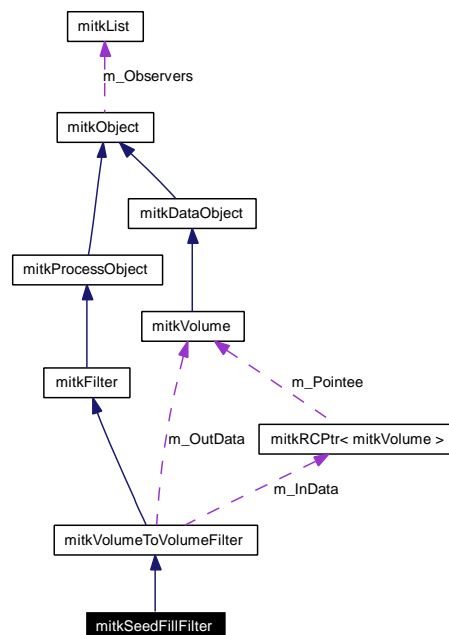 mitkList
m_Observers
mitkObject
mitkDataObject
mitkProcessObject
mitkVolume
mitkFilter
m_Pointee
m_OutData
mitkRCPtr< mitkVolume >
m_InData
mitkVolumeToVolumeFilter
mitkSeedFillFilter